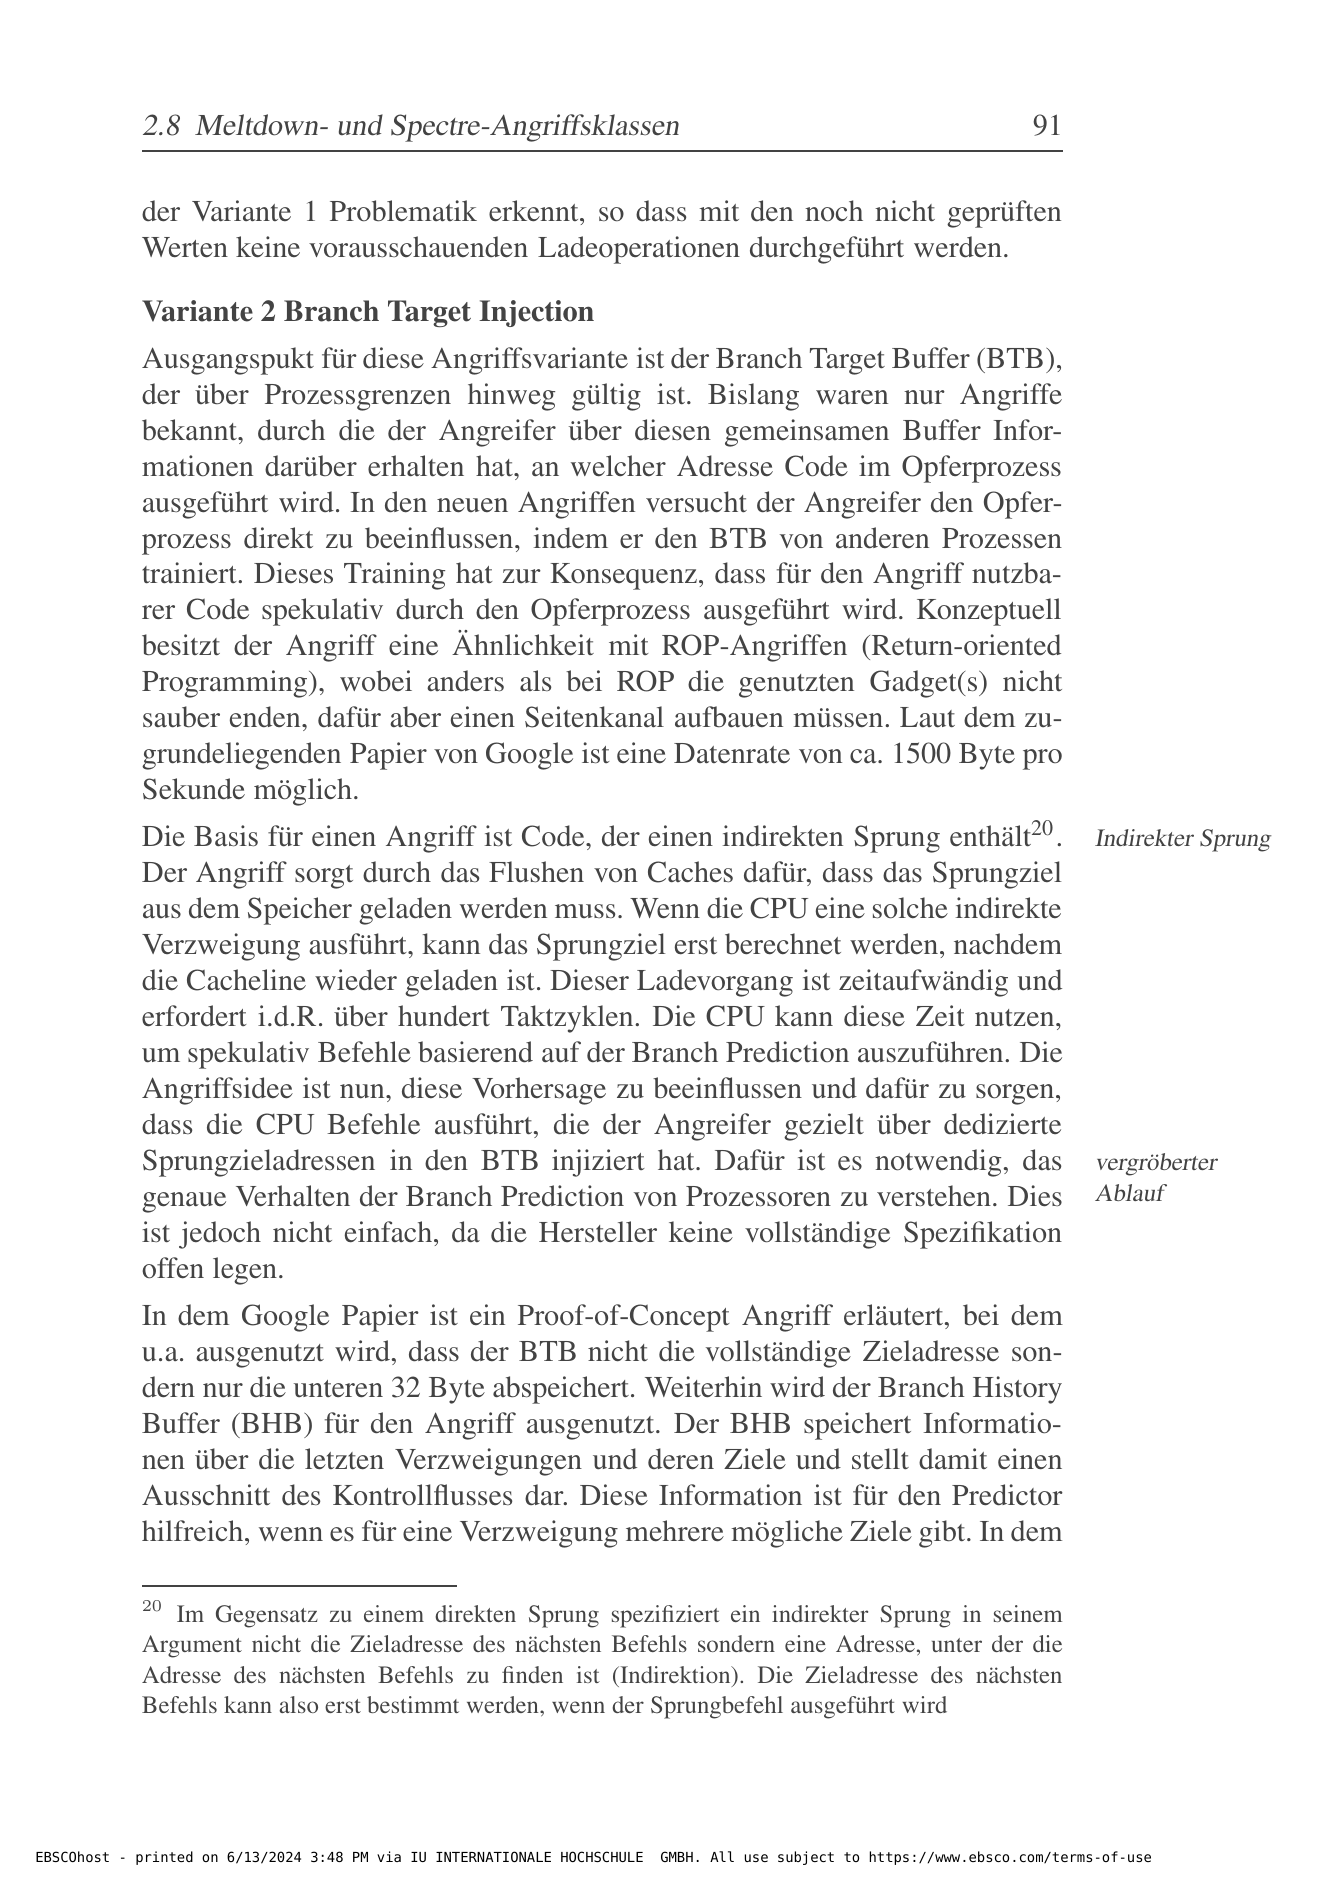 2.8 Meltdown- und Spectre-Angriffsklassen 91
der Variante 1 Problematik erkennt, so dass mit den noch nicht geprüften
Werten keine vorausschauenden Ladeoperationen durchgeführt werden.
Variante 2 Branch Target Injection
Ausgangspukt für diese Angriffsvariante ist der Branch Target Buffer (BTB),
der über Prozessgrenzen hinweg gültig ist. Bislang waren nur Angriffe
bekannt, durch die der Angreifer über diesen gemeinsamen Buffer Infor-
mationen darüber erhalten hat, an welcher Adresse Code im Opferprozess
ausgeführt wird. In den neuen Angriffen versucht der Angreifer den Opfer-
prozess direkt zu beeinflussen, indem er den BTB von anderen Prozessen
trainiert. Dieses Training hat zur Konsequenz, dass für den Angriff nutzba-
rer Code spekulativ durch den Opferprozess ausgeführt wird. Konzeptuell
besitzt der Angriff eine Ähnlichkeit mit ROP-Angriffen (Return-oriented
Programming), wobei anders als bei ROP die genutzten Gadget(s) nicht
sauber enden, dafür aber einen Seitenkanal aufbauen müssen. Laut dem zu-
grundeliegenden Papier von Google ist eine Datenrate von ca. 1500 Byte pro
Sekunde möglich.
Die Basis für einen Angriff ist Code, der einen indirekten Sprung enthält20. Indirekter Sprung
Der Angriff sorgt durch das Flushen von Caches dafür, dass das Sprungziel
aus dem Speicher geladen werden muss. Wenn die CPU eine solche indirekte
Verzweigung ausführt, kann das Sprungziel erst berechnet werden, nachdem
die Cacheline wieder geladen ist. Dieser Ladevorgang ist zeitaufwändig und
erfordert i.d.R. über hundert Taktzyklen. Die CPU kann diese Zeit nutzen,
um spekulativ Befehle basierend auf der Branch Prediction auszuführen. Die
Angriffsidee ist nun, diese Vorhersage zu beeinflussen und dafür zu sorgen,
dass die CPU Befehle ausführt, die der Angreifer gezielt über dedizierte
Sprungzieladressen in den BTB injiziert hat. Dafür ist es notwendig, das vergröberter
genaue Verhalten der Branch Prediction von Prozessoren zu verstehen. Dies Ablauf
ist jedoch nicht einfach, da die Hersteller keine vollständige Spezifikation
offen legen.
In dem Google Papier ist ein Proof-of-Concept Angriff erläutert, bei dem
u.a. ausgenutzt wird, dass der BTB nicht die vollständige Zieladresse son-
dern nur die unteren 32 Byte abspeichert. Weiterhin wird der Branch History
Buffer (BHB) für den Angriff ausgenutzt. Der BHB speichert Informatio-
nen über die letzten Verzweigungen und deren Ziele und stellt damit einen
Ausschnitt des Kontrollflusses dar. Diese Information ist für den Predictor
hilfreich, wenn es für eine Verzweigung mehrere mögliche Ziele gibt. In dem
20 Im Gegensatz zu einem direkten Sprung spezifiziert ein indirekter Sprung in seinem
Argument nicht die Zieladresse des nächsten Befehls sondern eine Adresse, unter der die
Adresse des nächsten Befehls zu finden ist (Indirektion). Die Zieladresse des nächsten
Befehls kann also erst bestimmt werden, wenn der Sprungbefehl ausgeführt wird
EBSCOhost - printed on 6/13/2024 3:48 PM via IU INTERNATIONALE HOCHSCHULE GMBH. All use subject to https://www.ebsco.com/terms-of-use